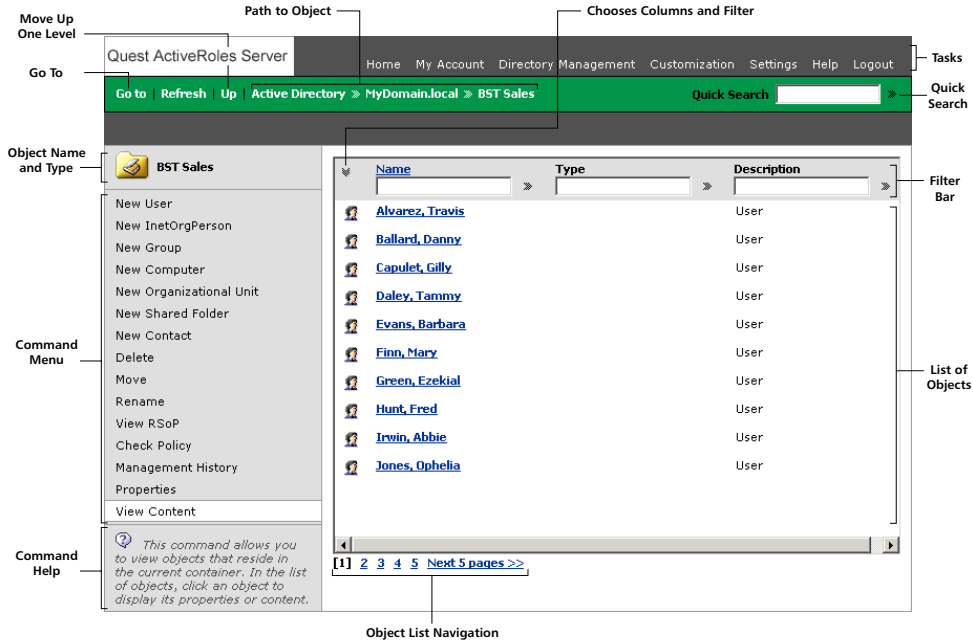 Path to Object
Chooses Columns and Filter
Move Up
One Level
Quest ActiveRoles Server
Home My Account Directory Management Customization Settings Help Logout
Tasks
Go To
Go to | Refresh | Up | Active Directory » MyDomain.local » BST Sales
Quick Search
»
Quick
Search
Object Name
and Type
BST Sales
Name
Type
Description
»
»
»
Filter
Bar
New User
New InetOrgPerson
New Group
New Computer
New Organizational Unit
New Shared Folder
New Contact
Delete
Move
Rename
View RSoP
Check Policy
Management History
Properties
View Content
Command
Menu
Alvarez, Travis User
Ballard, Danny User
Capulet, Gilly User
Daley, Tammy User
Evans, Barbara User
Finn, Mary User
Green, Ezekial User
Hunt, Fred User
Irwin, Abbie User
Jones, Ophelia User
List of
Objects
Command
Help
? This command allows you
to view objects that reside in
the current container. In the list
of objects, click an object to
display its properties or content.
[1] 2 3 4 5 Next 5 pages >>
Object List Navigation